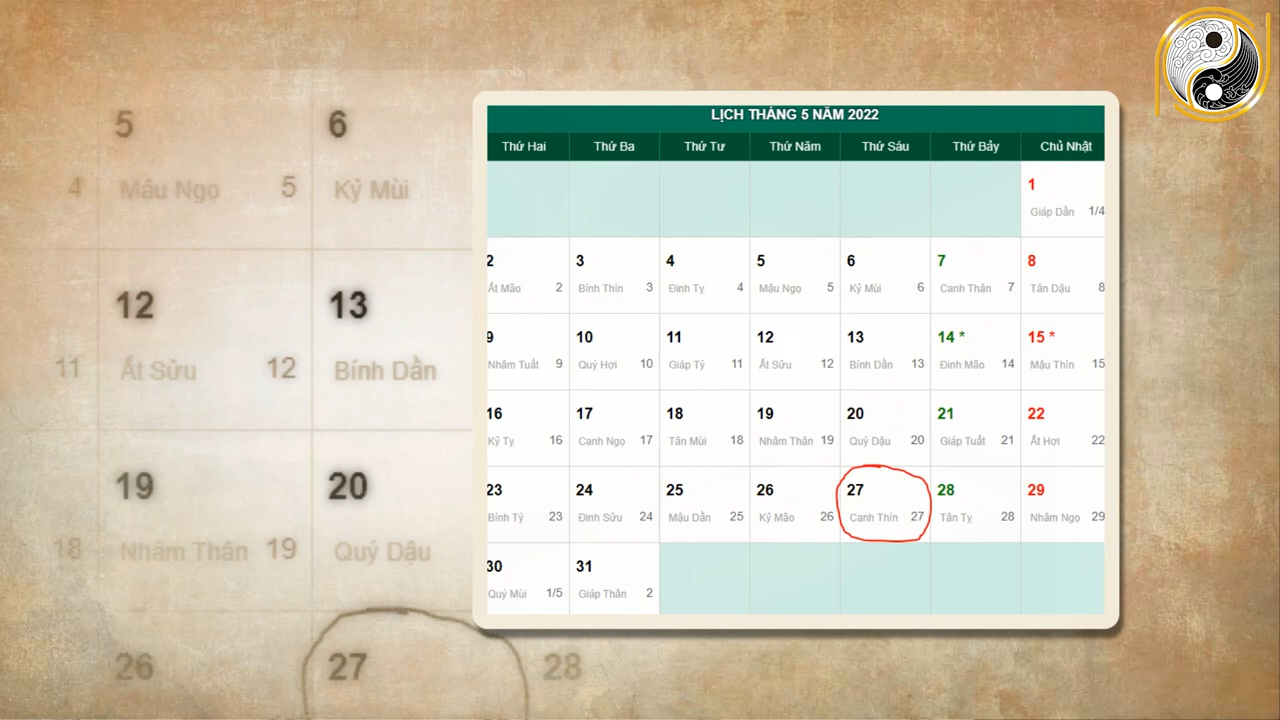 LỊCH THÁNG 5 NĂM 2022
Thứ Hai Thứ Ba Thứ Tư Thứ Năm Thứ Sáu Thứ Bảy Chủ Nhật
1
Giáp Dần 1/4
2 3 4 5 6 7 8
Ất Mão 2 Bính Thìn 3 Đinh Tỵ 4 Mậu Ngọ 5 Kỷ Mùi 6 Canh Thân 7 Tân Dậu 8
9 10 11 12 13 14 * 15 *
Nhâm Tuất 9 Quý Hợi 10 Giáp Tý 11 Ất Sửu 12 Bính Dần 13 Đinh Mão 14 Mậu Thìn 15
16 17 18 19 20 21 22
Kỷ Tỵ 16 Canh Ngọ 17 Tân Mùi 18 Nhâm Thân 19 Quý Dậu 20 Giáp Tuất 21 Ất Hợi 22
23 24 25 26 27 28 29
Bính Tý 23 Đinh Sửu 24 Mậu Dần 25 Kỷ Mão 26 Canh Thìn 27 Tân Tỵ 28 Nhâm Ngọ 29
30 31
Quý Mùi 1/5 Giáp Thân 2
5 6
4 Mậu Ngọ 5 Kỷ Mùi
12 13
11 Ất Sửu 12 Bính Dần
19 20
18 Nhâm Thân 19 Quý Dậu
26 27 28